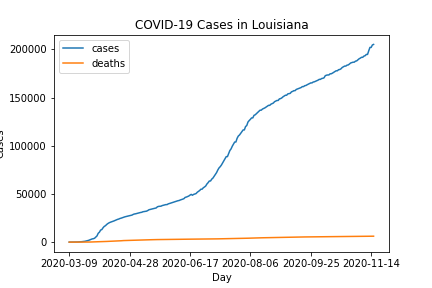 COVID-19 Cases in Louisiana
cases
deaths
200000
150000
100000
50000
0
cases
2020-03-09 2020-04-28 2020-06-17 2020-08-06 2020-09-25 2020-11-14
Day